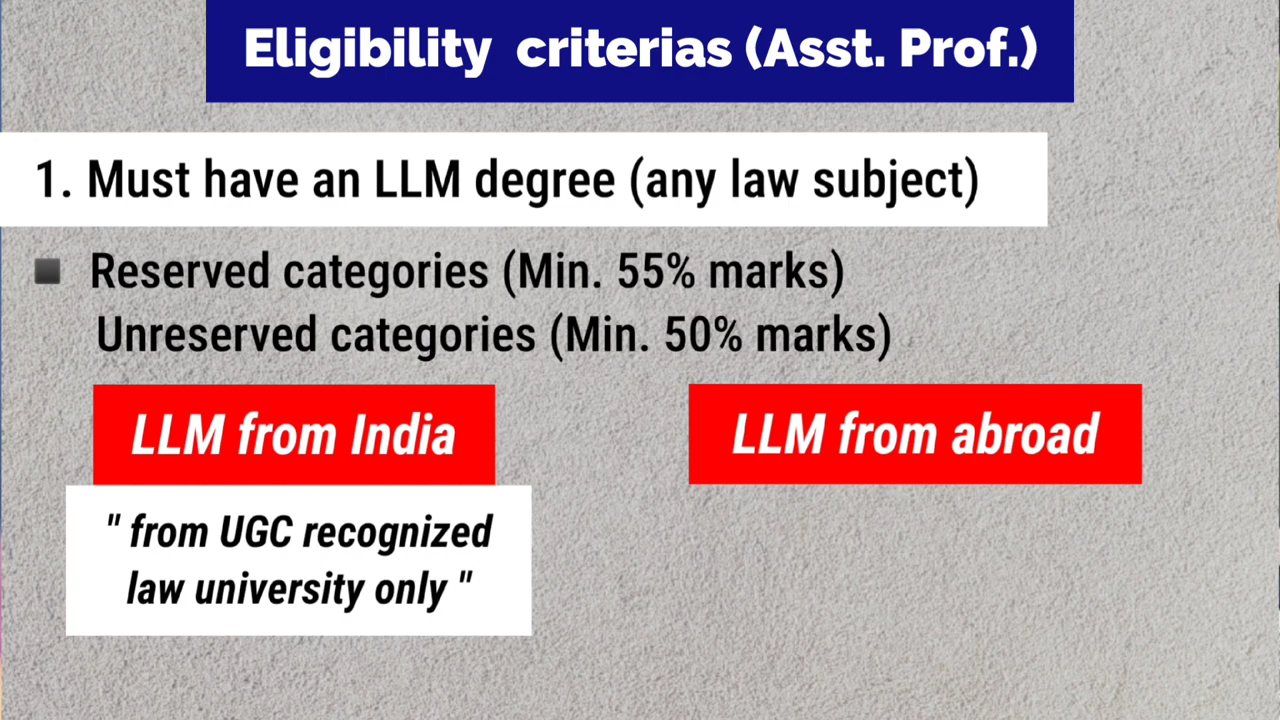 Eligibility criterias (Asst. Prof.)
1. Must have an LLM degree (any law subject)
Reserved categories (Min. 55% marks)
Unreserved categories (Min. 50% marks)
LLM from India
LLM from abroad
" from UGC recognized
law university only "